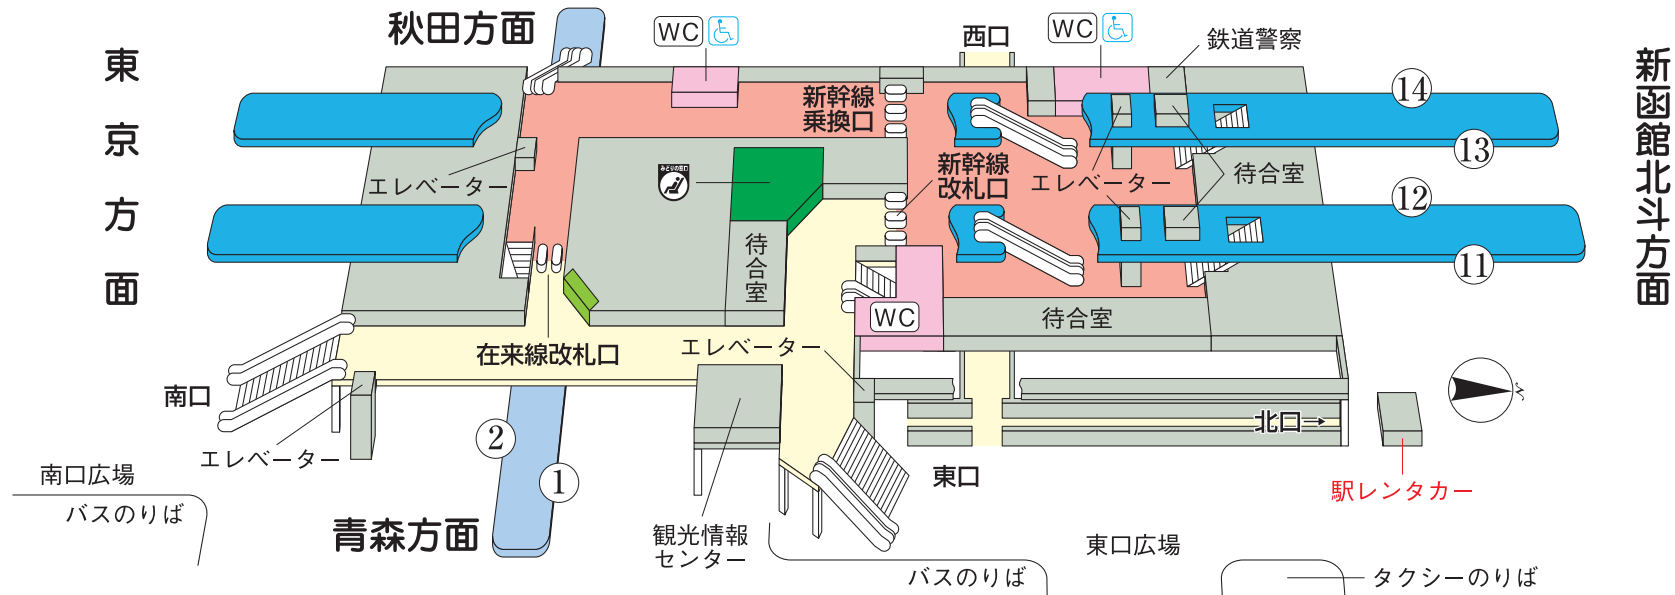 秋田方面
WC
西口
WC
鉄道警察
東京方面
新函館北斗方面
14
新幹線
乗換口
13
みどりの窓口
エレベーター
新幹線
改札口
エレベーター
待合室
12
待合室
11
WC
待合室
在来線改札口
エレベーター
南口
北口→
2
エレベーター
南口広場
東口
1
駅レンタカー
バスのりば
青森方面
観光情報
センター
東口広場
バスのりば
タクシーのりば